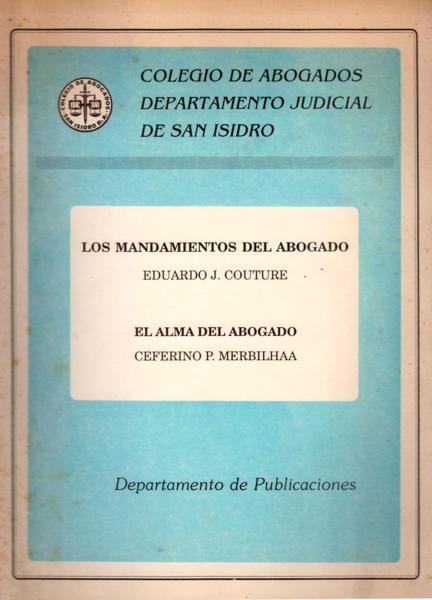 COLEGIO DE ABOGADOS
DEPARTAMENTO JUDICIAL
DE SAN ISIDRO
LOS MANDAMIENTOS DEL ABOGADO
EDUARDO J. COUTURE
EL ALMA DEL ABOGADO
CEFERINO P. MERBILHAA
Departamento de Publicaciones